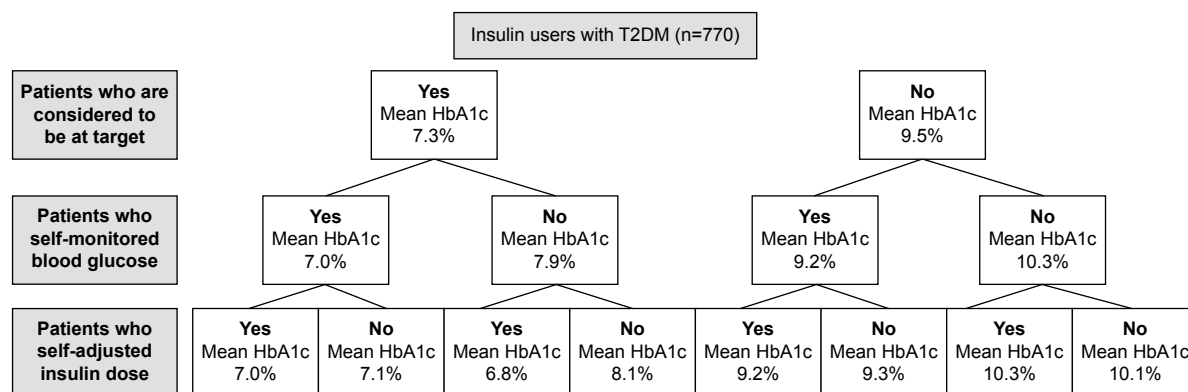 Insulin users with T2DM (n=770)
Patients who are
considered to
be at target
Yes
Mean HbA1c
7.3%
No
Mean HbA1c
9.5%
Patients who
self-monitored
blood glucose
Yes
Mean HbA1c
7.0%
No
Mean HbA1c
7.9%
Yes
Mean HbA1c
9.2%
No
Mean HbA1c
10.3%
Patients who
self-adjusted
insulin dose
Yes
Mean HbA1c
7.0%
No
Mean HbA1c
7.1%
Yes
Mean HbA1c
6.8%
No
Mean HbA1c
8.1%
Yes
Mean HbA1c
9.2%
No
Mean HbA1c
9.3%
Yes
Mean HbA1c
10.3%
No
Mean HbA1c
10.1%